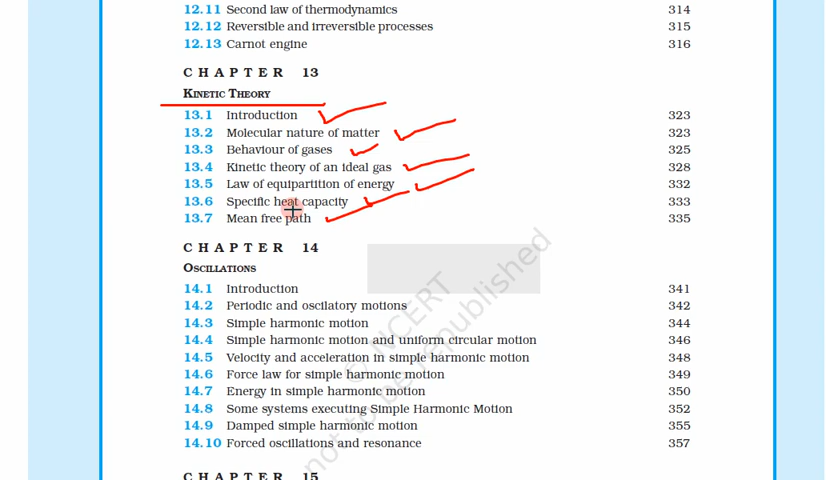 12.11 Second law of thermodynamics 314
12.12 Reversible and irreversible processes 315
12.13 Carnot engine 316
CHAPTER 13
KINETIC THEORY
13.1 Introduction 323
13.2 Molecular nature of matter 323
13.3 Behaviour of gases 325
13.4 Kinetic theory of an ideal gas 328
13.5 Law of equipartition of energy 332
13.6 Specific heat capacity 333
13.7 Mean free path 335
CHAPTER 14
OSCILLATIONS
14.1 Introduction 341
14.2 Periodic and oscilatory motions 342
14.3 Simple harmonic motion 344
14.4 Simple harmonic motion and uniform circular motion 346
14.5 Velocity and acceleration in simple harmonic motion 348
14.6 Force law for simple harmonic motion 349
14.7 Energy in simple harmonic motion 350
14.8 Some systems executing Simple Harmonic Motion 352
14.9 Damped simple harmonic motion 355
14.10 Forced oscillations and resonance 357
CHAPTER 15
© NCERT
not to be republished